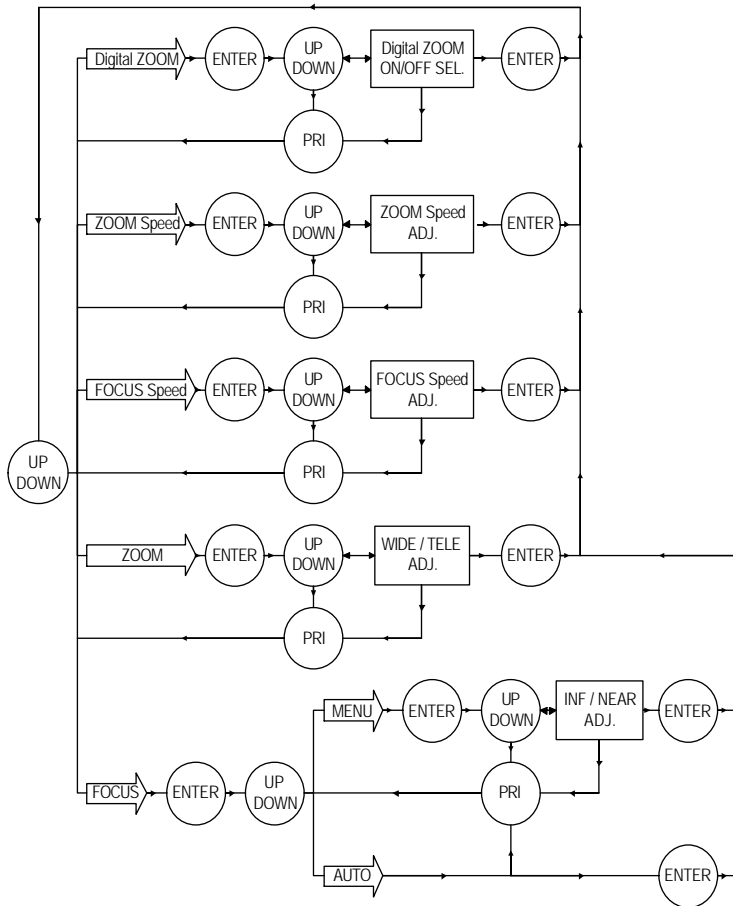 Digital ZOOM
ENTER
UP
DOWN
Digital ZOOM
ON/OFF SEL.
ENTER
PRI
ZOOM Speed
ENTER
UP
DOWN
ZOOM Speed
ADJ.
ENTER
PRI
FOCUS Speed
ENTER
UP
DOWN
FOCUS Speed
ADJ.
ENTER
PRI
UP
DOWN
ZOOM
ENTER
UP
DOWN
WIDE / TELE
ADJ.
ENTER
PRI
MENU
ENTER
UP
DOWN
INF / NEAR
ADJ.
ENTER
FOCUS
ENTER
UP
DOWN
PRI
AUTO
ENTER